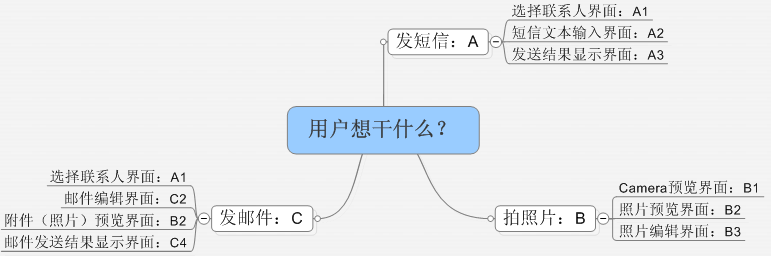 选择联系人界面：A1
发短信：A
短信文本输入界面：A2
发送结果显示界面：A3
用户想干什么？
选择联系人界面：A1
邮件编辑界面：C2
发邮件：C
附件（照片）预览界面：B2
邮件发送结果显示界面：C4
Camera预览界面：B1
拍照片：B
照片预览界面：B2
照片编辑界面：B3